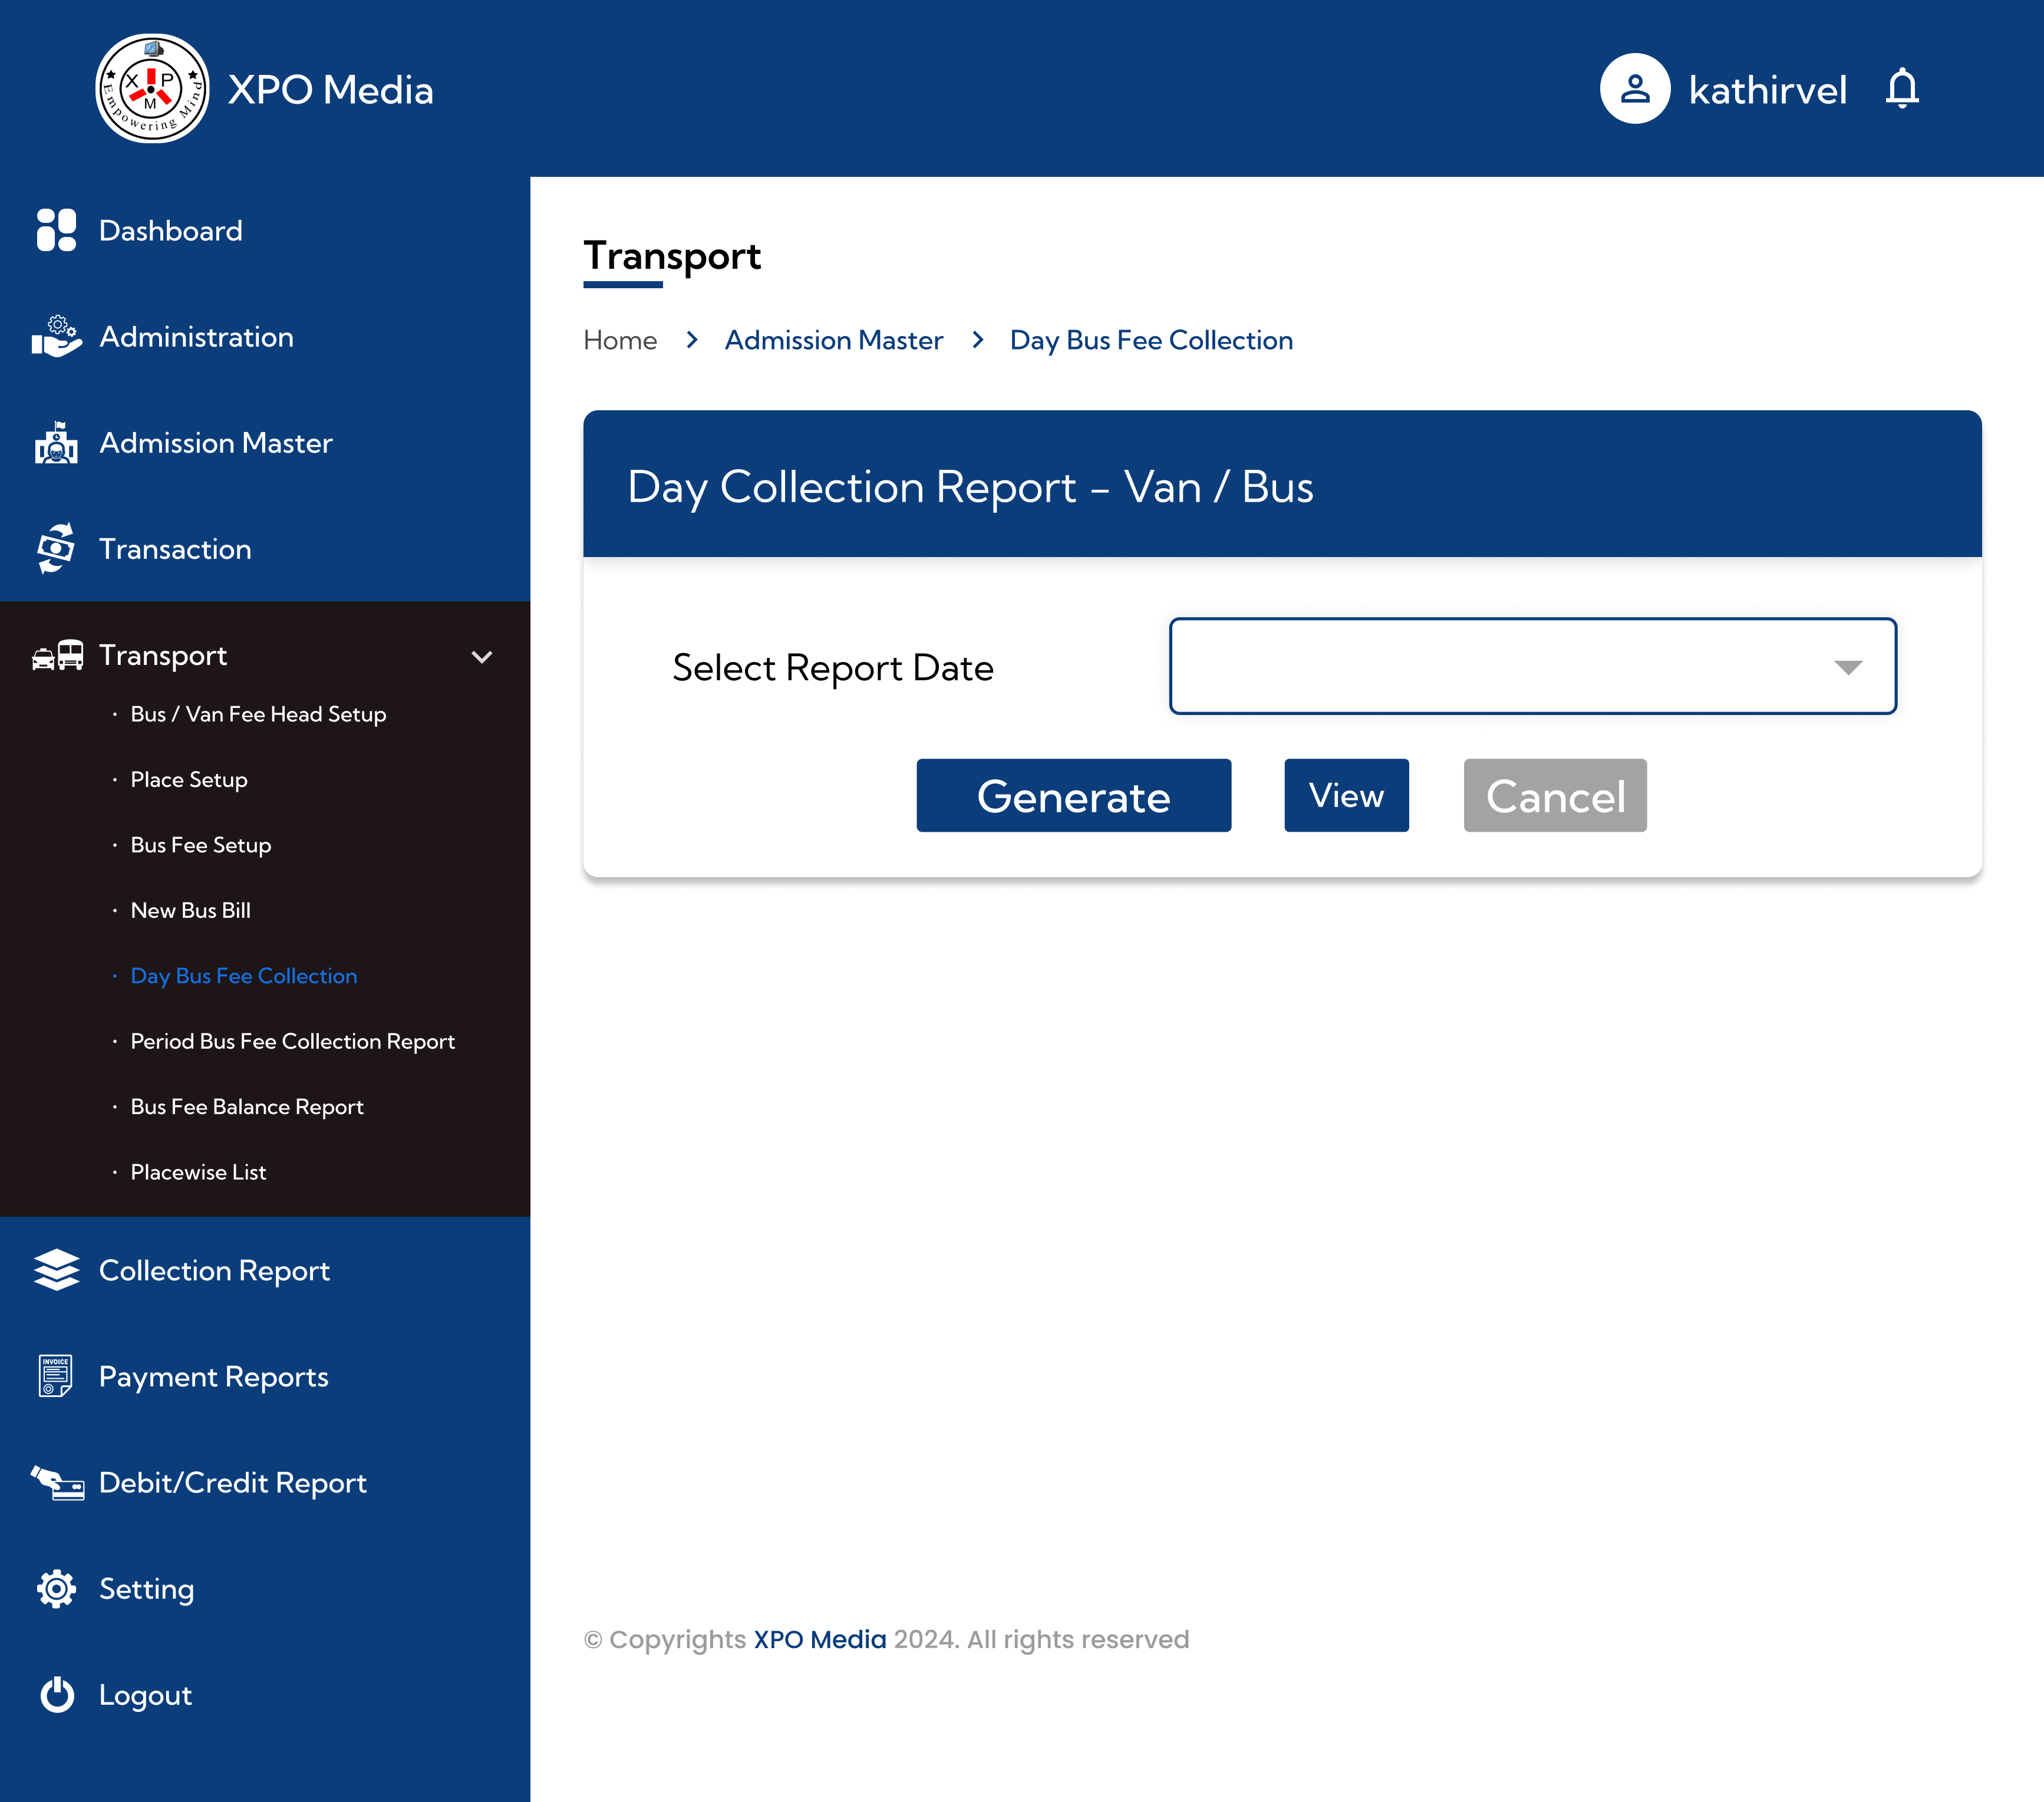 X P
M
Empowering Mind
XPO Media
kathirvel
Dashboard
Administration
Admission Master
Transaction
Transport
· Bus / Van Fee Head Setup
· Place Setup
· Bus Fee Setup
· New Bus Bill
· Day Bus Fee Collection
· Period Bus Fee Collection Report
· Bus Fee Balance Report
· Placewise List
Collection Report
INVOICE
Payment Reports
Debit/Credit Report
Setting
Logout
Transport
Home > Admission Master > Day Bus Fee Collection
Day Collection Report – Van / Bus
Select Report Date
Generate View Cancel
© Copyrights XPO Media 2024. All rights reserved